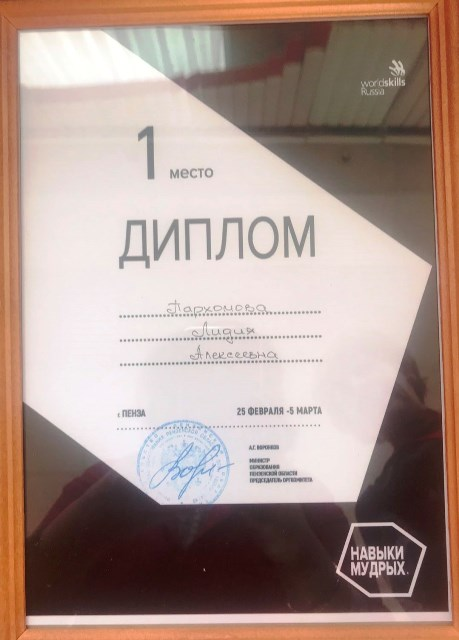 worldskills
Russia
1 место
ДИПЛОМ
Пархомова
Лидия
Алексеевна
г. ПЕНЗА 25 ФЕВРАЛЯ -5 МАРТА
А.Г. ВОРОНКОВ
МИНИСТР
ОБРАЗОВАНИЯ
ПЕНЗЕНСКОЙ ОБЛАСТИ
ПРЕДСЕДАТЕЛЬ ОРГКОМИТЕТА
НАВЫКИ
МУДРЫХ